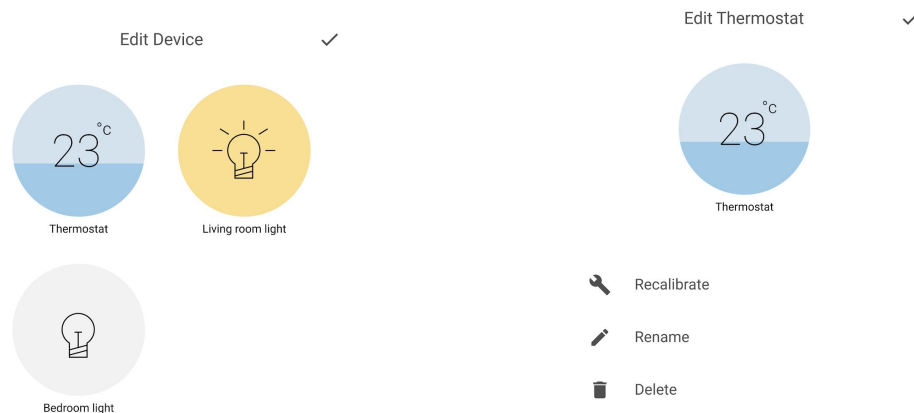 Edit Device
23°C
Thermostat
Living room light
Bedroom light
Edit Thermostat
23°C
Thermostat
Recalibrate
Rename
Delete